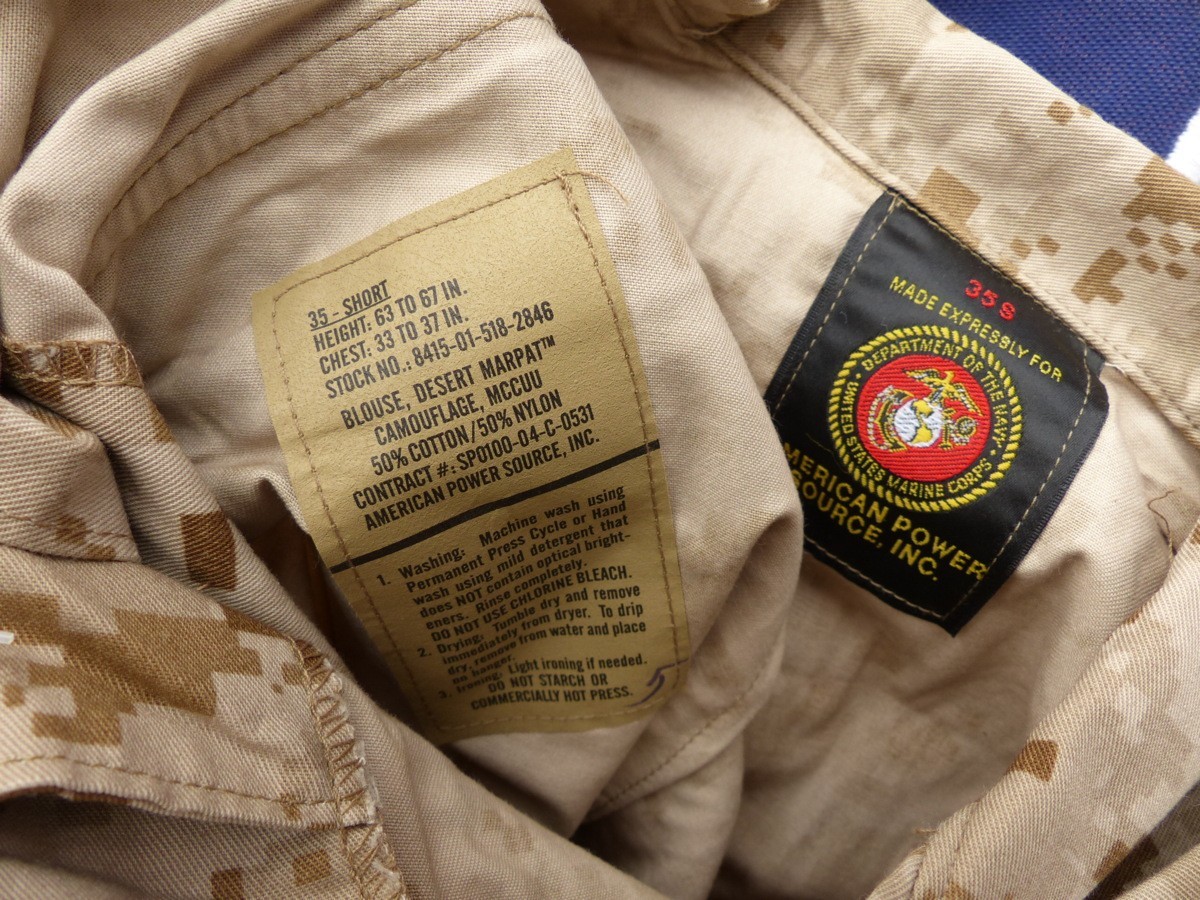 35 - SHORT
HEIGHT: 63 TO 67 IN.
CHEST: 33 TO 37 IN.
STOCK NO.: 8415-01-518-2846
BLOUSE, DESERT MARPAT™
CAMOUFLAGE, MCCUU
50% COTTON/50% NYLON
CONTRACT #: SP0100-04-C-0531
AMERICAN POWER SOURCE, INC.
1. Washing: Machine wash using
Permanent Press Cycle or Hand
wash using mild detergent that
does NOT contain optical bright-
eners. Rinse completely.
DO NOT USE CHLORINE BLEACH.
2. Drying: Tumble dry and remove
immediately from dryer. To drip
dry, remove from water and place
on hanger.
3. Ironing: Light ironing if needed.
DO NOT STARCH OR
COMMERCIALLY HOT PRESS.
5
35S
MADE EXPRESSLY FOR
DEPARTMENT OF THE NAVY
UNITED STATES MARINE CORPS
AMERICAN POWER
SOURCE, INC.